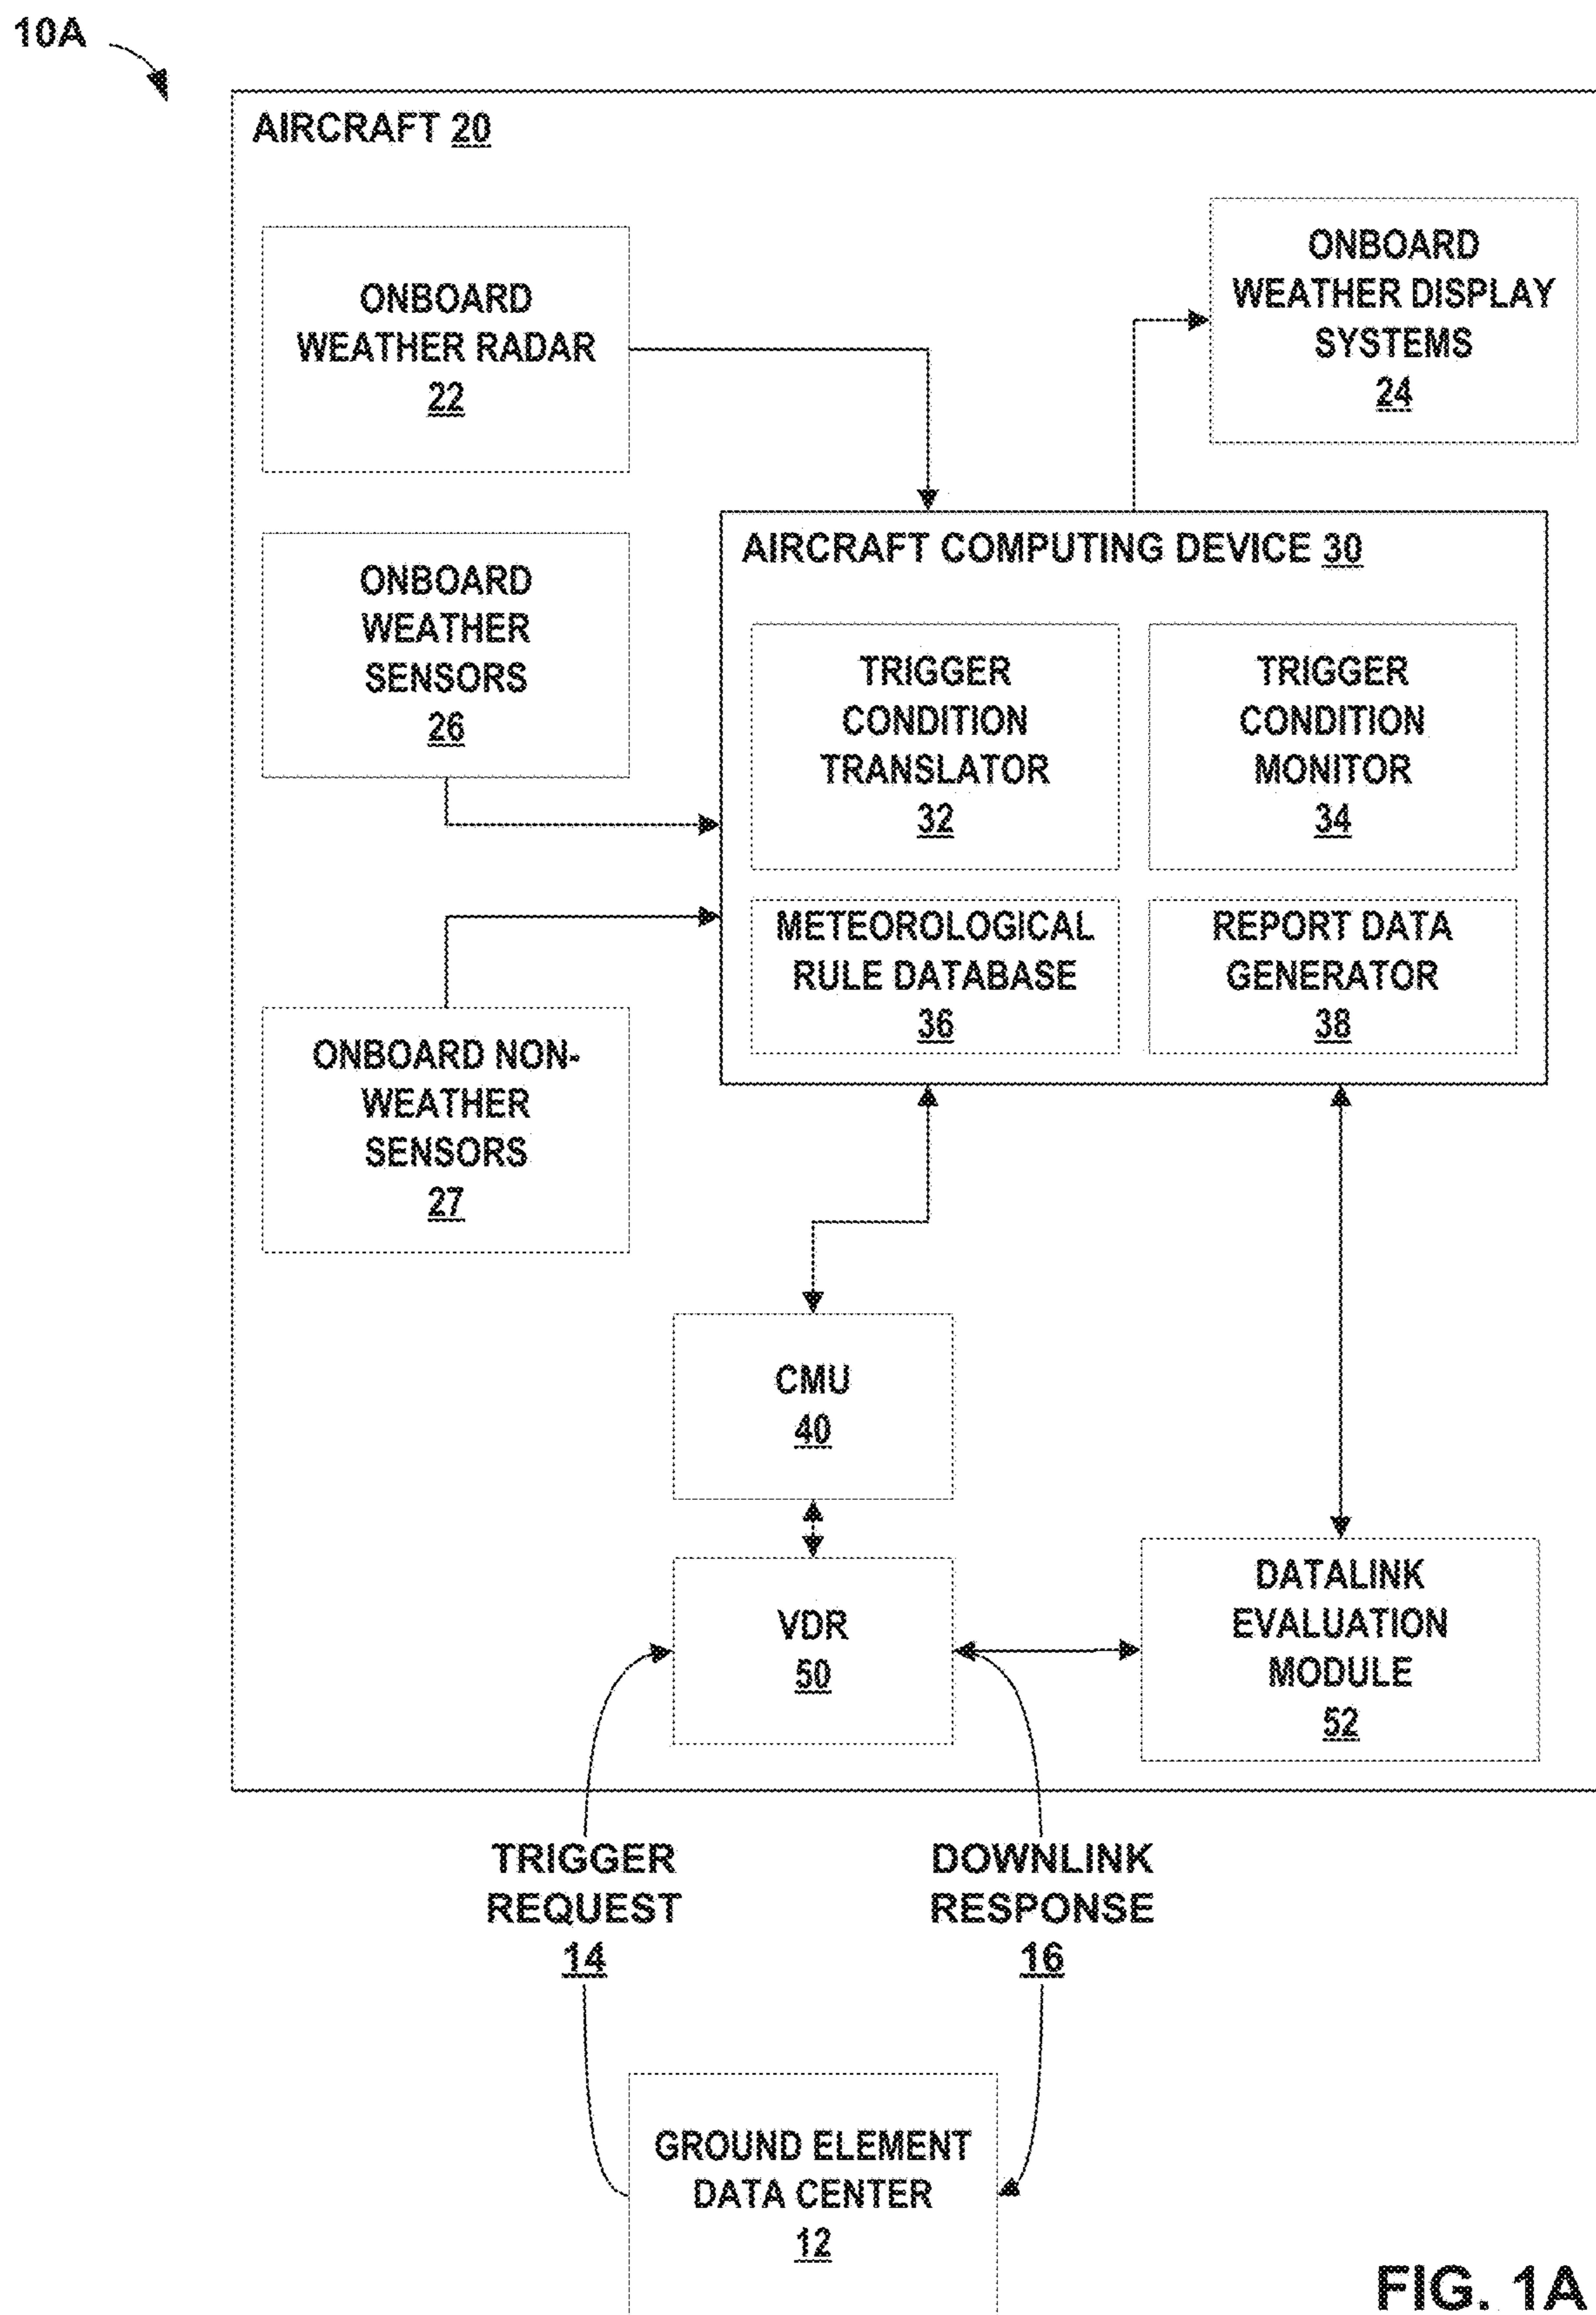 10A
AIRCRAFT 20
ONBOARD
WEATHER RADAR
22
ONBOARD
WEATHER DISPLAY
SYSTEMS
24
ONBOARD
WEATHER
SENSORS
26
AIRCRAFT COMPUTING DEVICE 30
TRIGGER
CONDITION
TRANSLATOR
32
TRIGGER
CONDITION
MONITOR
34
METEOROLOGICAL
RULE DATABASE
36
REPORT DATA
GENERATOR
38
ONBOARD NON-
WEATHER
SENSORS
27
CMU
40
VDR
50
DATALINK
EVALUATION
MODULE
52
TRIGGER
REQUEST
14
DOWNLINK
RESPONSE
16
GROUND ELEMENT
DATA CENTER
12
FIG. 1A